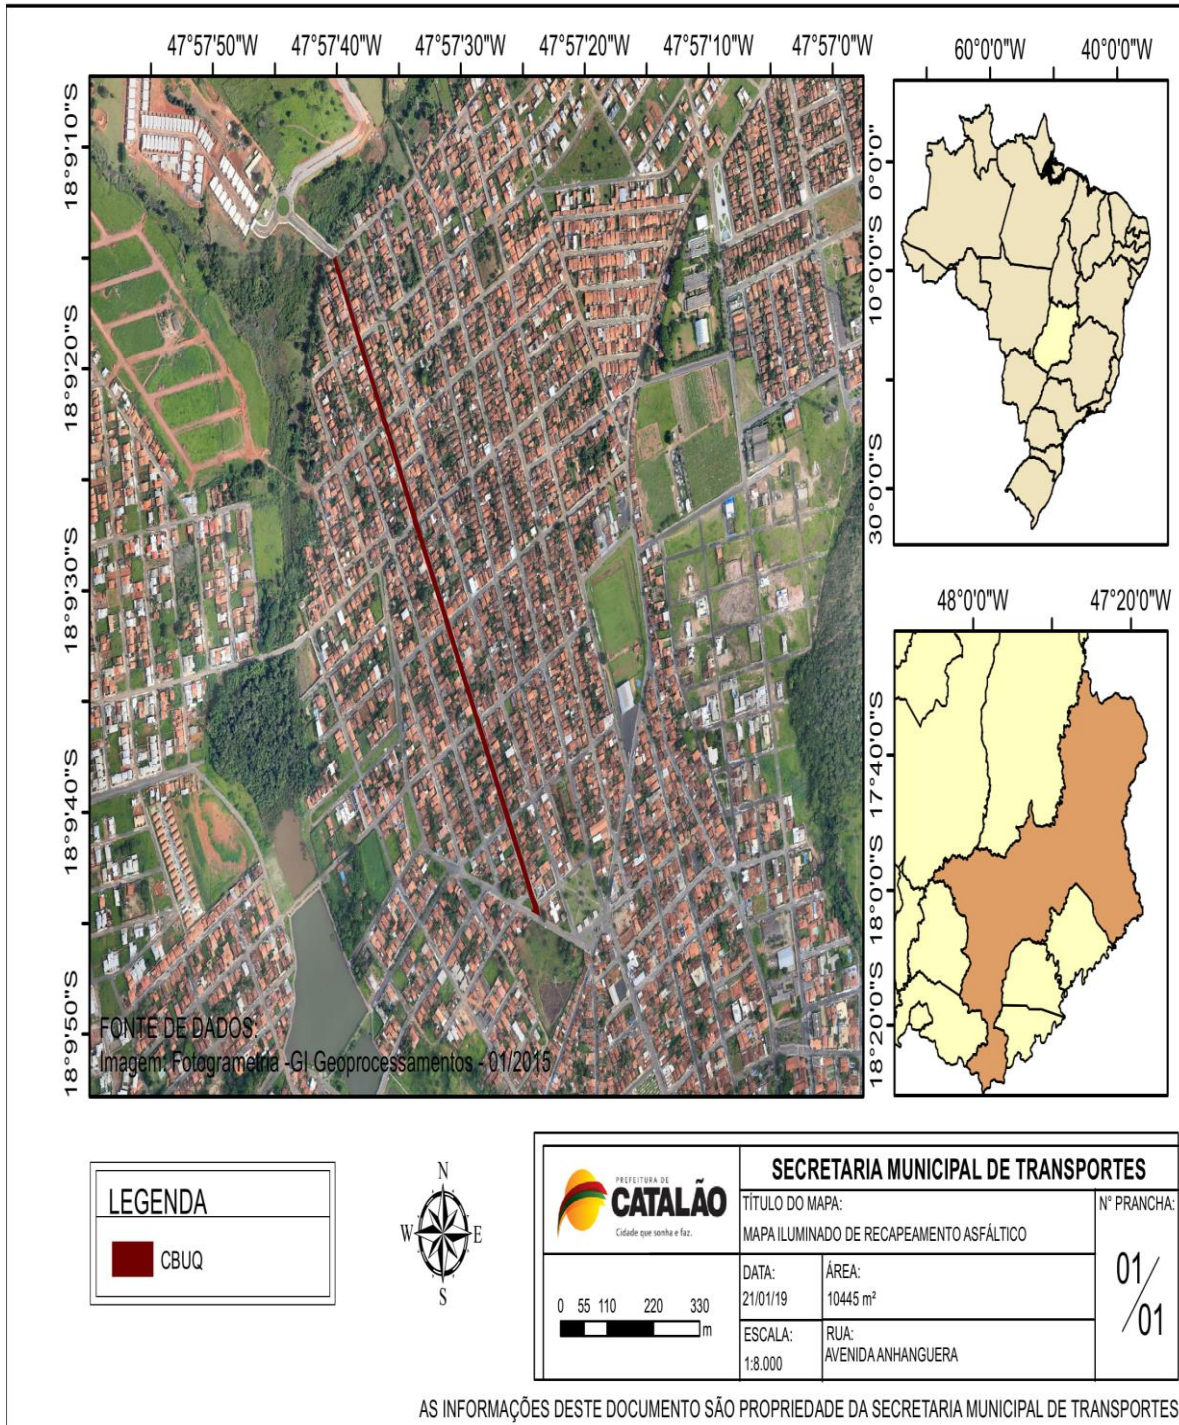 47°57'50"W 47°57'40"W 47°57'30"W 47°57'20"W 47°57'10"W 47°57'0"W
18°9'10"S
18°9'20"S
18°9'30"S
18°9'40"S
18°9'50"S
FONTE DE DADOS:
Imagem: Fotogrametria -GI Geoprocessamentos - 01/2015
60°0'0"W 40°0'0"W
0°0'0"
10°0'0"S
30°0'0"S
48°0'0"W 47°20'0"W
17°40'0"S
18°0'0"S
18°20'0"S
LEGENDA
CBUQ
N
W E
S
PREFEITURA DE
CATALÃO
Cidade que sonha e faz.
0 55 110 220 330
m
SECRETARIA MUNICIPAL DE TRANSPORTES
TÍTULO DO MAPA:
MAPA ILUMINADO DE RECAPEAMENTO ASFÁLTICO
N° PRANCHA:
01/01
DATA:
21/01/19
ÁREA:
10445 m²
ESCALA:
1:8.000
RUA:
AVENIDA ANHANGUERA
AS INFORMAÇÕES DESTE DOCUMENTO SÃO PROPRIEDADE DA SECRETARIA MUNICIPAL DE TRANSPORTES